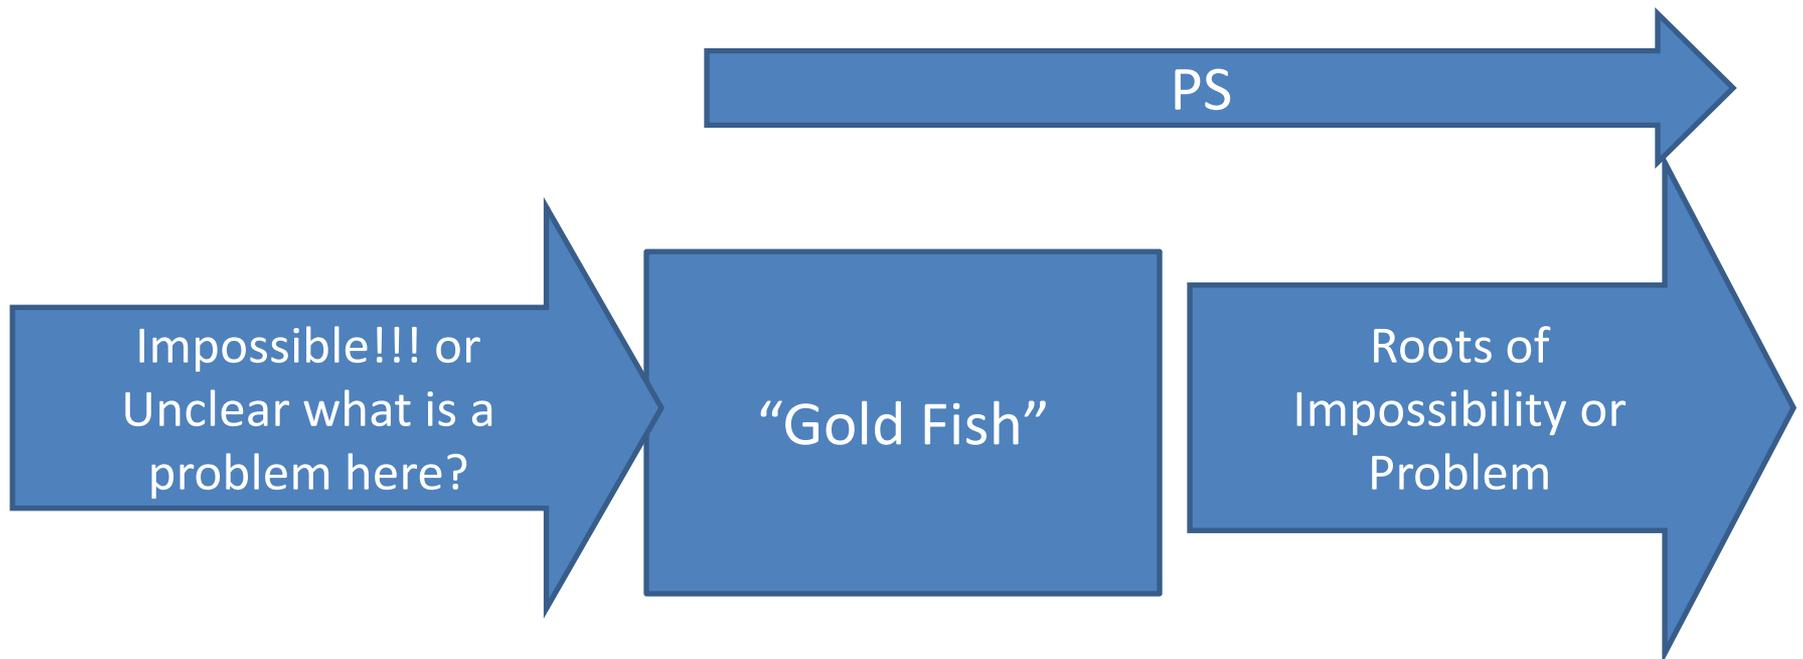 PS
Impossible!!! or
Unclear what is a
problem here?
“Gold Fish”
Roots of
Impossibility or
Problem